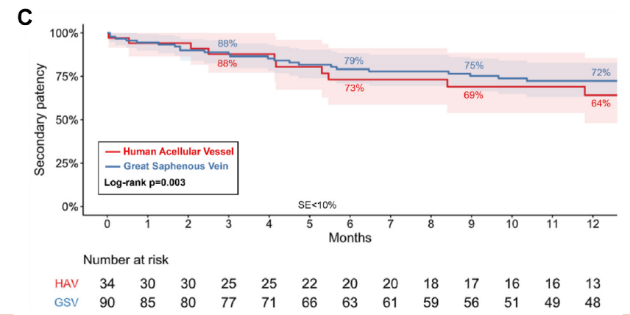 C
100%
75%
50%
25%
0%
Secondary patency
88%
88%
79%
73%
75%
69%
72%
64%
Human Acellular Vessel
Great Saphenous Vein
Log-rank p=0.003
SE<10%
0 1 2 3 4 5 6 7 8 9 10 11 12
Months
Number at risk
HAV 34 30 30 25 25 22 20 20 18 17 16 16 13
GSV 90 85 80 77 71 66 63 61 59 56 51 49 48